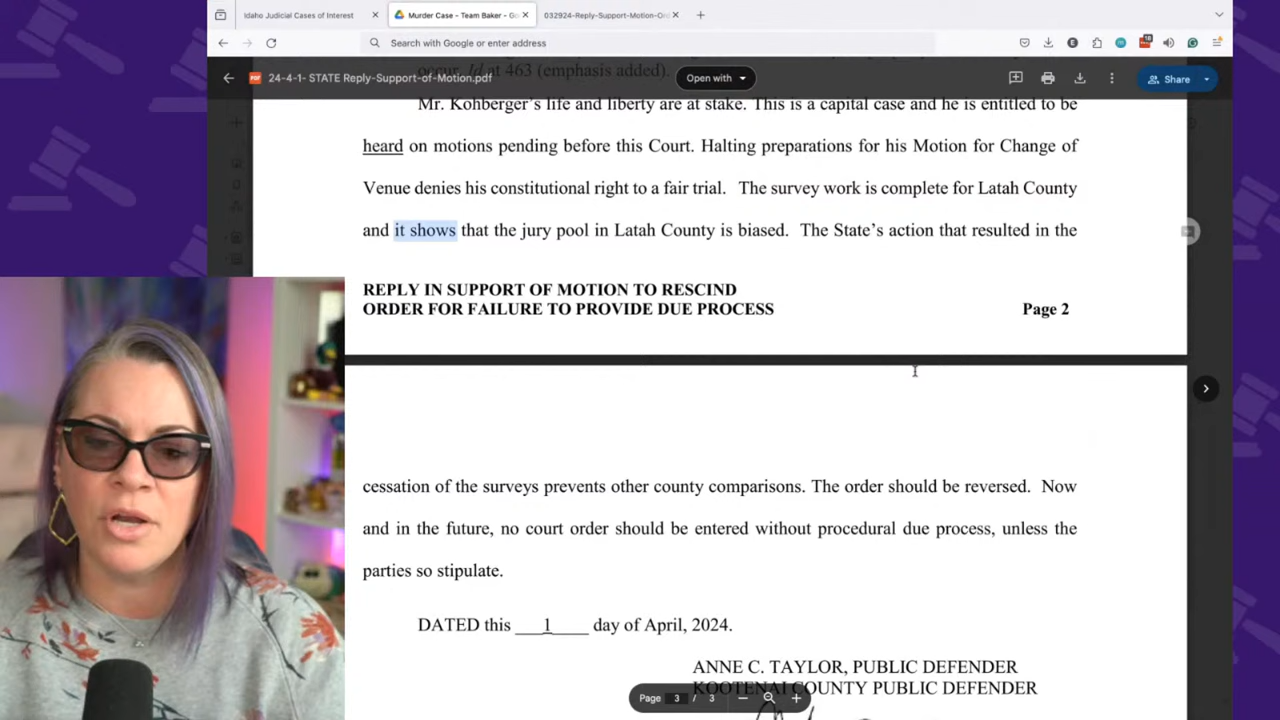 Idaho Judicial Cases of Interest
Murder Case - Team Baker - Go
032924-Reply-Support-Motion-Or
Search with Google or enter address
18
24-4-1- STATE Reply-Support-of-Motion.pdf
Open with
Share
occur. Id at 463 (emphasis added).
Mr. Kohberger’s life and liberty are at stake. This is a capital case and he is entitled to be
heard on motions pending before this Court. Halting preparations for his Motion for Change of
Venue denies his constitutional right to a fair trial. The survey work is complete for Latah County
and it shows that the jury pool in Latah County is biased. The State’s action that resulted in the
REPLY IN SUPPORT OF MOTION TO RESCIND
ORDER FOR FAILURE TO PROVIDE DUE PROCESS Page 2
cessation of the surveys prevents other county comparisons. The order should be reversed. Now
and in the future, no court order should be entered without procedural due process, unless the
parties so stipulate.
DATED this ___1____ day of April, 2024.
ANNE C. TAYLOR, PUBLIC DEFENDER
KOOTENAI COUNTY PUBLIC DEFENDER
Page 3 / 3